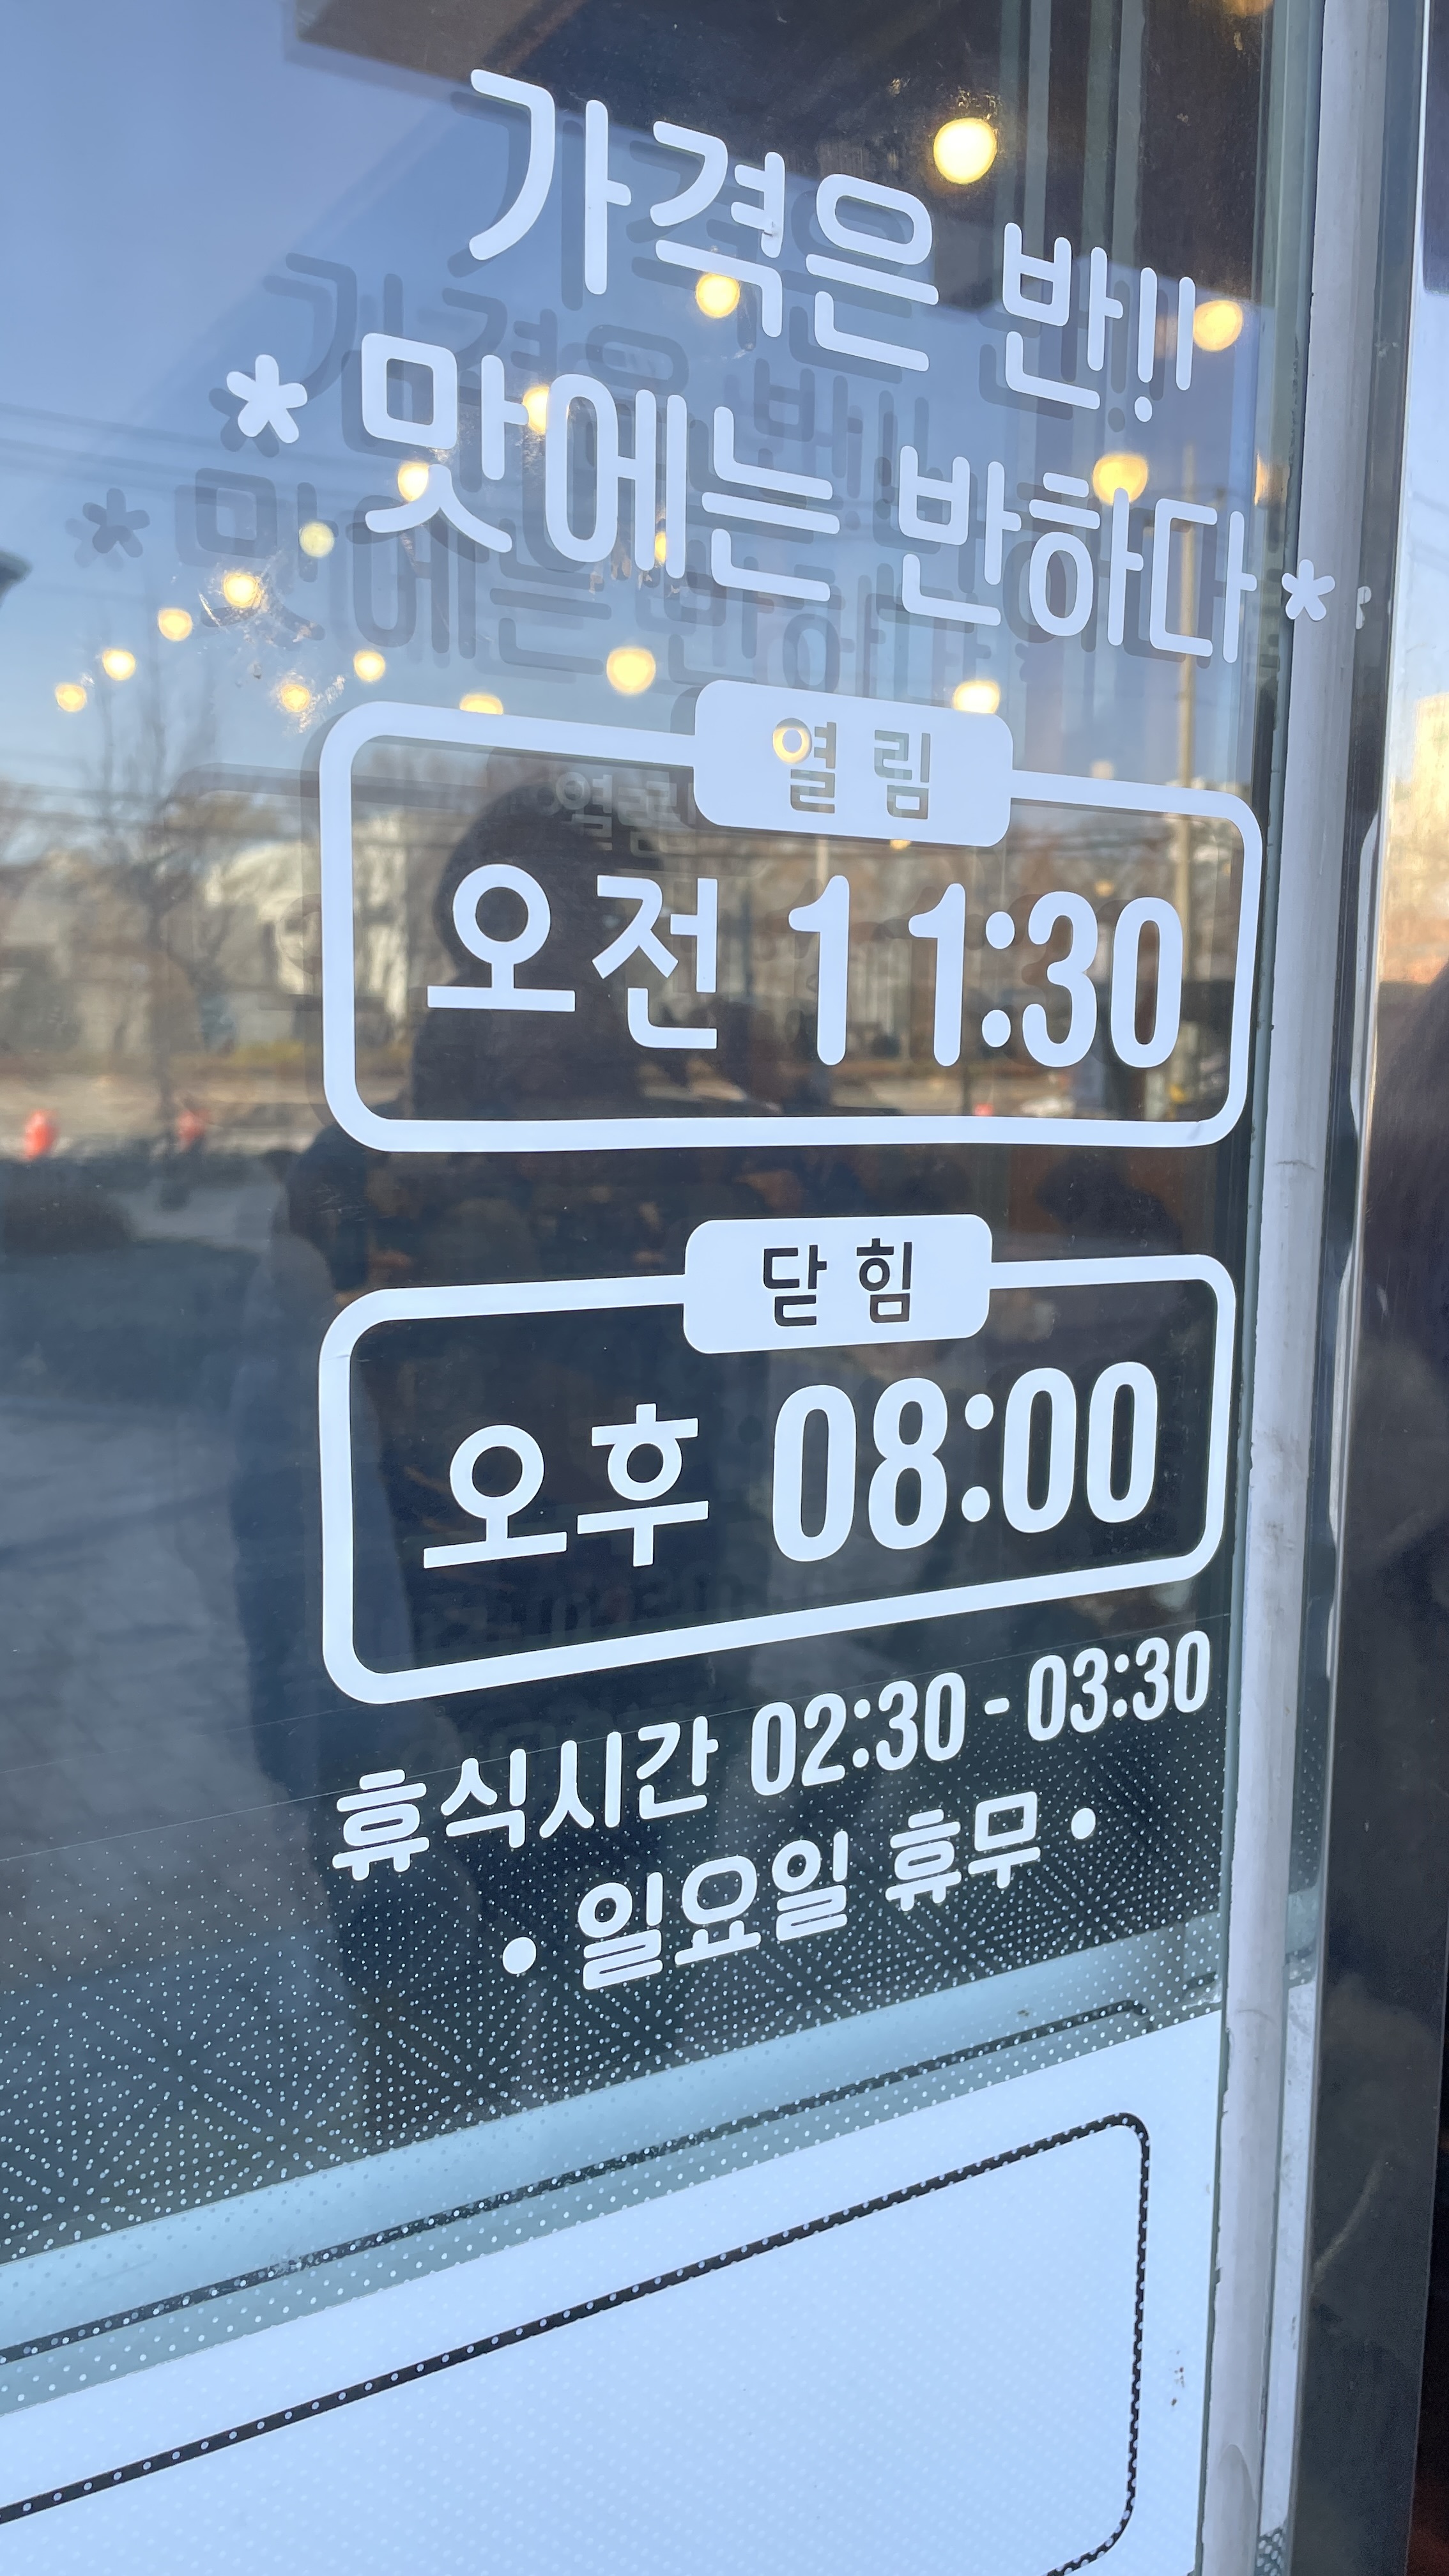 가격은 반!!
*맛에는 반하다*
열림
오전 11:30
닫힘
오후 08:00
휴식시간 02:30 - 03:30
• 일요일 휴무 •